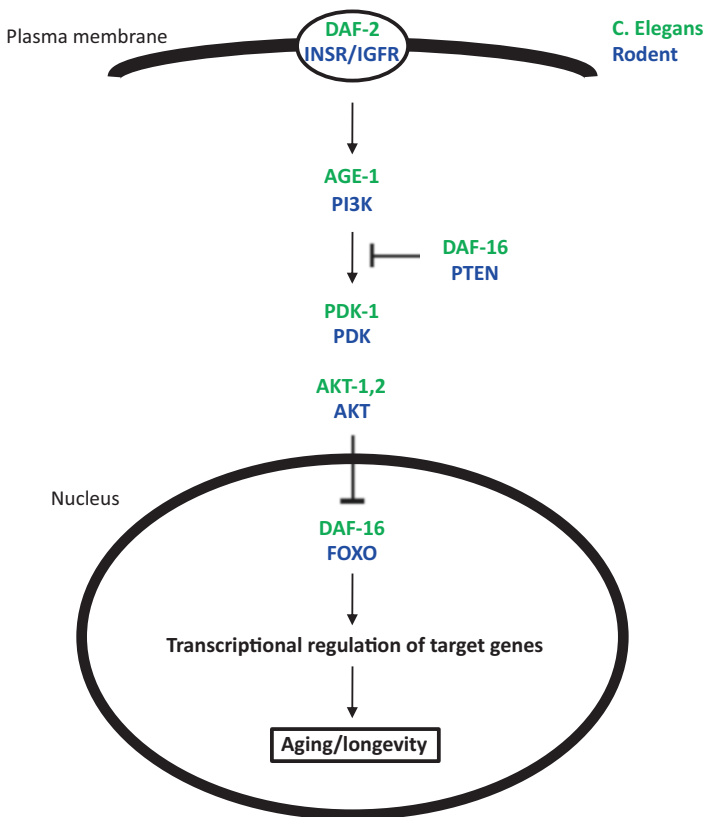 Plasma membrane
DAF-2
INSR/IGFR
C. Elegans
Rodent
AGE-1
PI3K
DAF-16
PTEN
PDK-1
PDK
AKT-1,2
AKT
Nucleus
DAF-16
FOXO
Transcriptional regulation of target genes
Aging/longevity